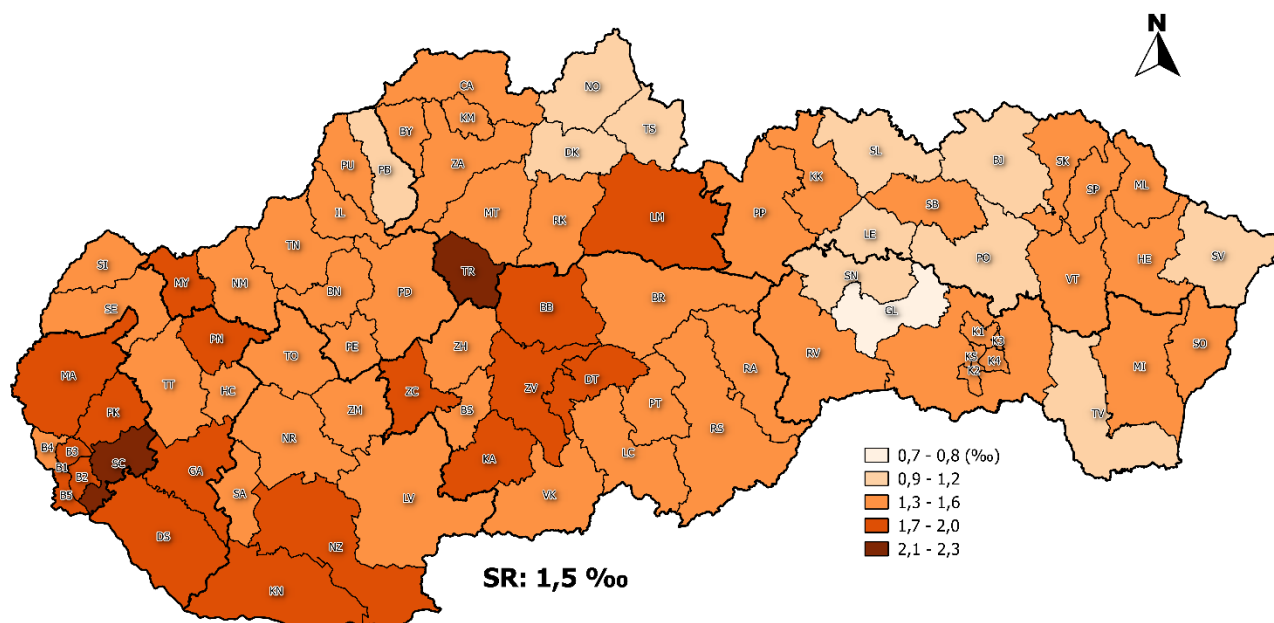 N
NO
CA
KM
TS
BY
DK
SL
BJ
PU
PB
ZA
KK
SK
SP
ML
IL
MT
RK
LM
PP
SB
LE
TN
PO
SV
SI
MY
NM
TR
SN
HE
BN
PD
BR
GL
VT
SE
BB
PN
TO
PE
ZH
RV
K1
K3
SO
MA
TT
HC
ZC
ZV
DT
RA
KS
K4
K2
MI
PK
ZM
BS
PT
TV
B4
B3
SC
NR
RS
B1
B2
GA
KA
LC
B5
SA
LV
VK
DS
NZ
KN
0,7 - 0,8 (‰)
0,9 - 1,2
1,3 - 1,6
1,7 - 2,0
2,1 - 2,3
SR: 1,5 ‰